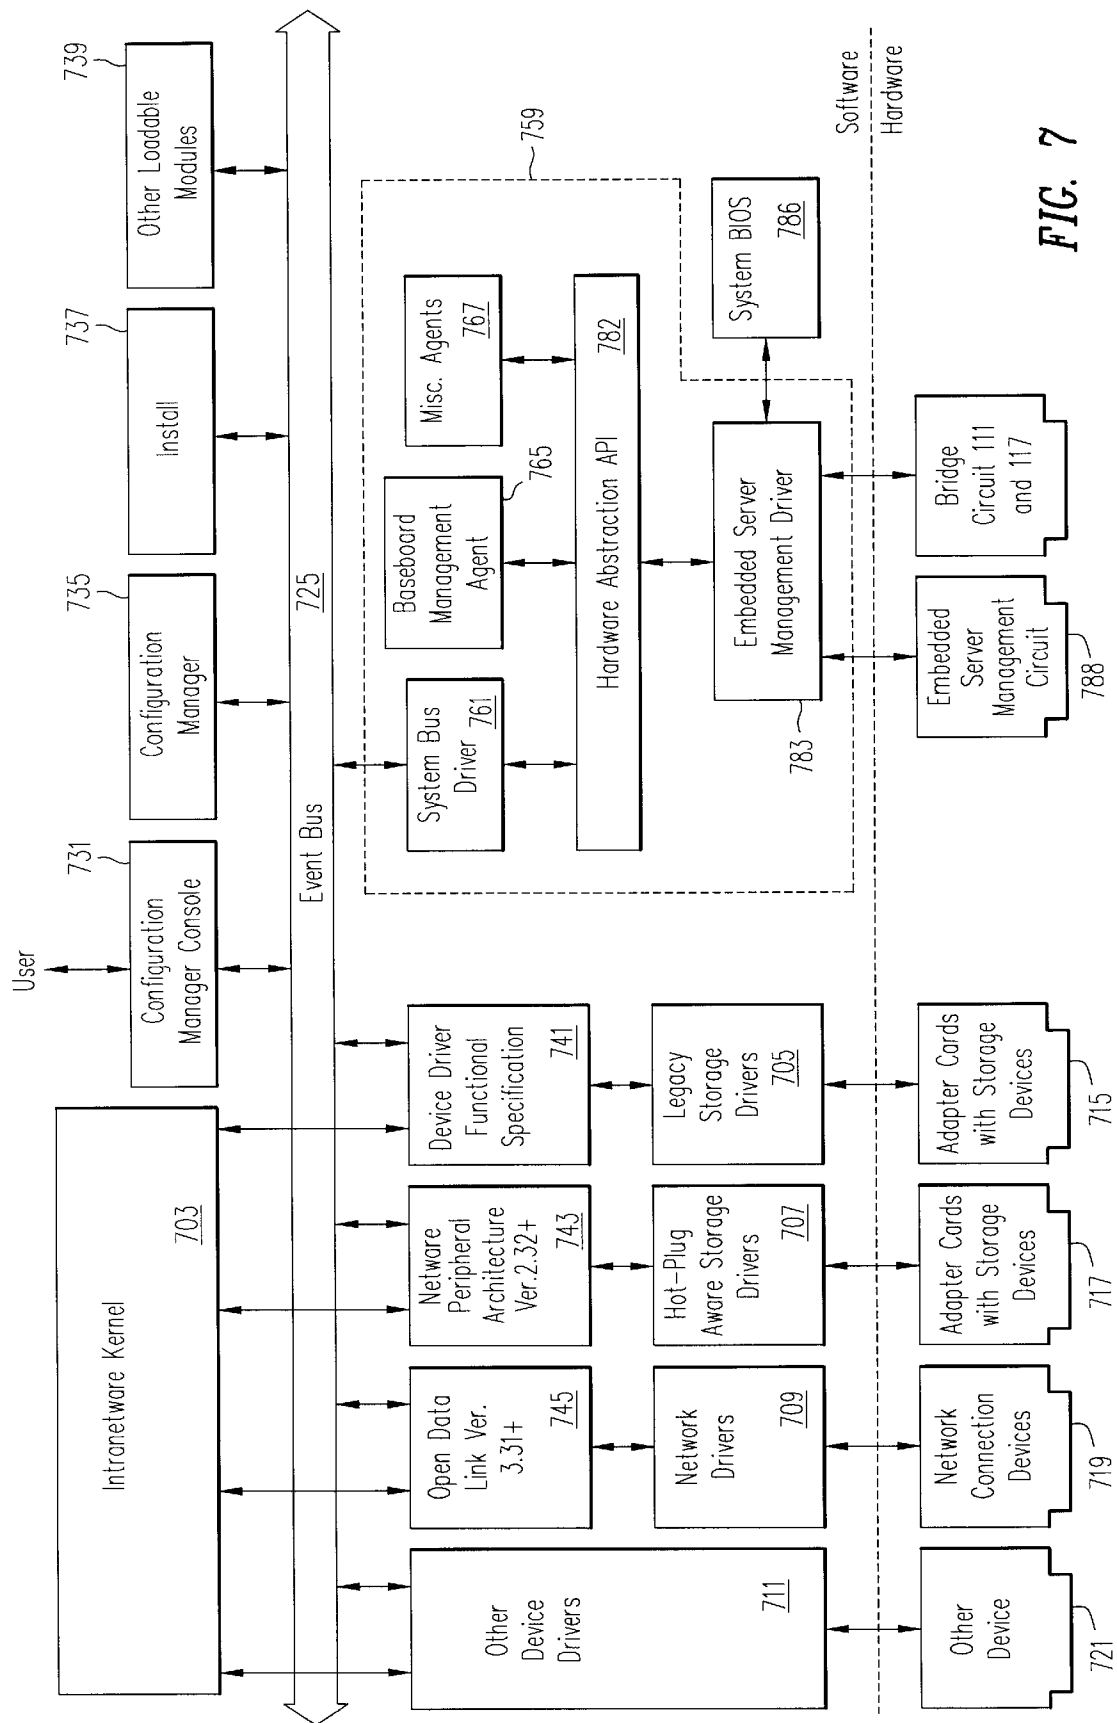 User
Intranetware Kernel
703
Configuration
Manager Console
731
Configuration
Manager
735
Install
737
Other Loadable
Modules
739
Event Bus
725
Other
Device
Drivers
711
Open Data
Link Ver.
3.31+
745
Netware
Peripheral
Architecture
Ver.2.32+
743
Device Driver
Functional
Specification
741
System Bus
Driver
761
Baseboard
Management
Agent
765
Misc. Agents
767
759
Network
Drivers
709
Hot-Plug
Aware Storage
Drivers
707
Legacy
Storage
Drivers
705
Hardware Abstraction API
782
Embedded Server
Management Driver
783
System BIOS
786
Software
Hardware
Other
Device
721
Network
Connection
Devices
719
Adapter Cards
with Storage
Devices
717
Adapter Cards
with Storage
Devices
715
Embedded
Server
Management
Circuit
788
Bridge
Circuit 111
and 117
FIG. 7